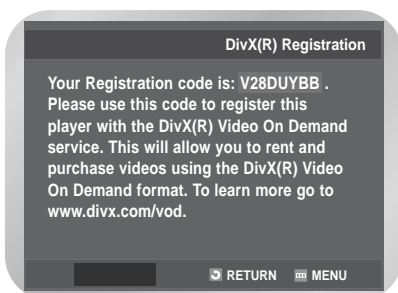 DivX(R) Registration
Your Registration code is: V28DUYBB .
Please use this code to register this
player with the DivX(R) Video On Demand
service. This will allow you to rent and
purchase videos using the DivX(R) Video
On Demand format. To learn more go to
www.divx.com/vod.
RETURN MENU